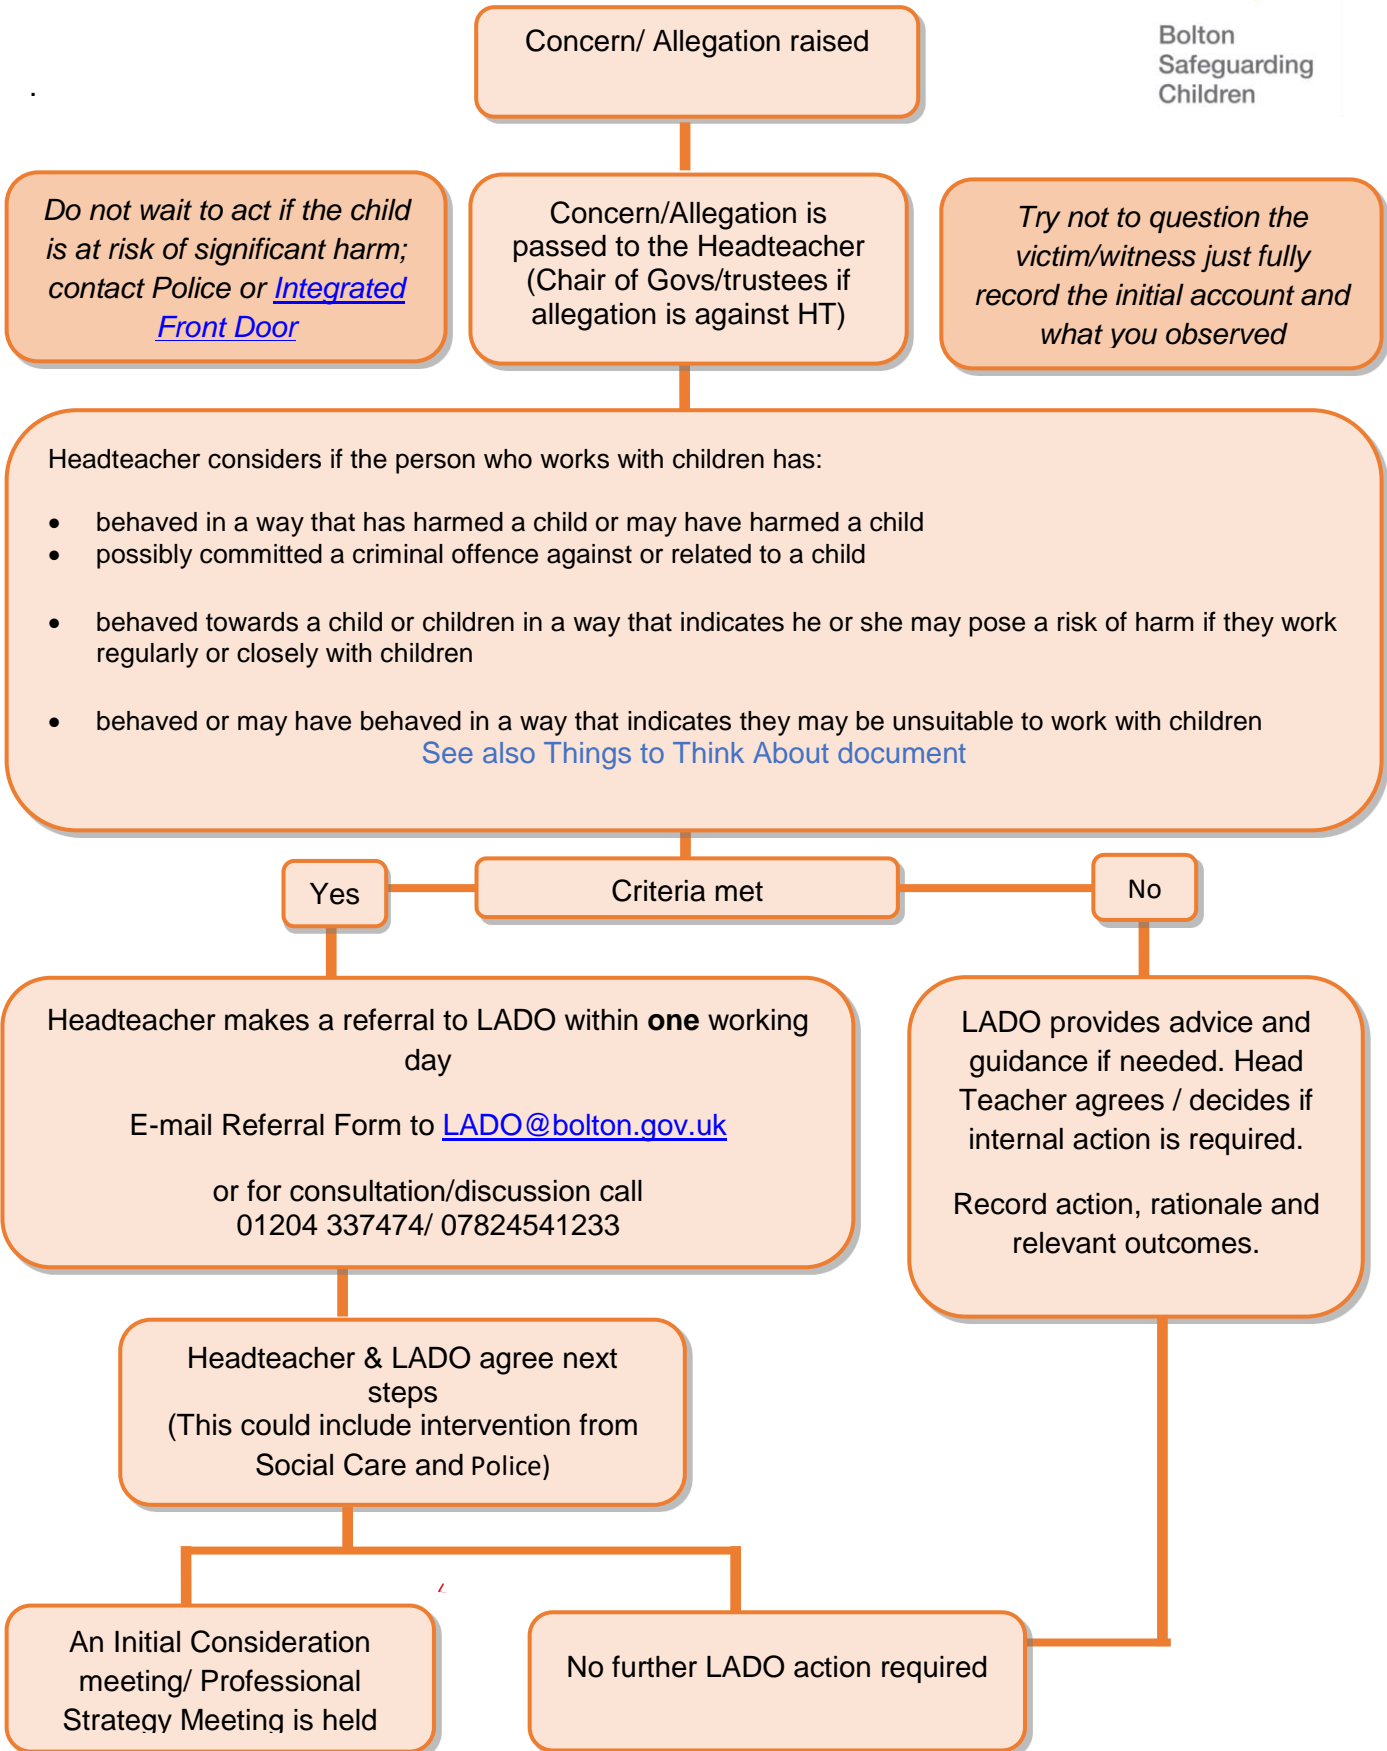 Concern/ Allegation raised
Bolton
Safeguarding
Children
.
Do not wait to act if the child
is at risk of significant harm;
contact Police or Integrated
Front Door
Concern/Allegation is
passed to the Headteacher
(Chair of Govs/trustees if
allegation is against HT)
Try not to question the
victim/witness just fully
record the initial account and
what you observed
Headteacher considers if the person who works with children has:
• behaved in a way that has harmed a child or may have harmed a child
• possibly committed a criminal offence against or related to a child
• behaved towards a child or children in a way that indicates he or she may pose a risk of harm if they work
regularly or closely with children
• behaved or may have behaved in a way that indicates they may be unsuitable to work with children
See also Things to Think About document
Yes
Criteria met
No
Headteacher makes a referral to LADO within one working
day
E-mail Referral Form to LADO@bolton.gov.uk
or for consultation/discussion call
01204 337474/ 07824541233
LADO provides advice and
guidance if needed. Head
Teacher agrees / decides if
internal action is required.
Record action, rationale and
relevant outcomes.
Headteacher & LADO agree next
steps
(This could include intervention from
Social Care and Police)
An Initial Consideration
meeting/ Professional
Strategy Meeting is held
No further LADO action required